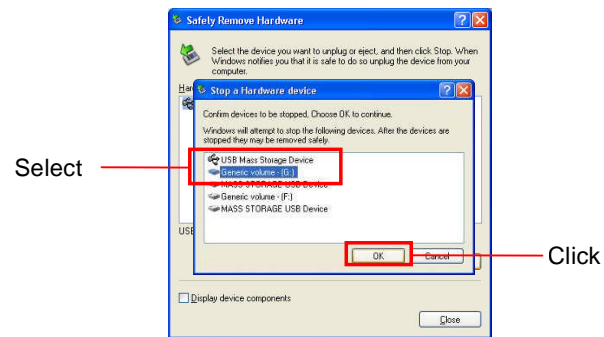 Safely Remove Hardware
Select the device you want to unplug or eject, and then click Stop. When
Windows notifies you that it is safe to do so unplug the device from your
computer.
Stop a Hardware device
Confirm devices to be stopped, Choose OK to continue.
Windows will attempt to stop the following devices. After the devices are
stopped they may be removed safely.
Select
USB Mass Storage Device
Generic volume - (G:)
MASS STORAGE USB Device
Generic volume - (F:)
MASS STORAGE USB Device
USB
OK
Cancel
Click
Display device components
Close